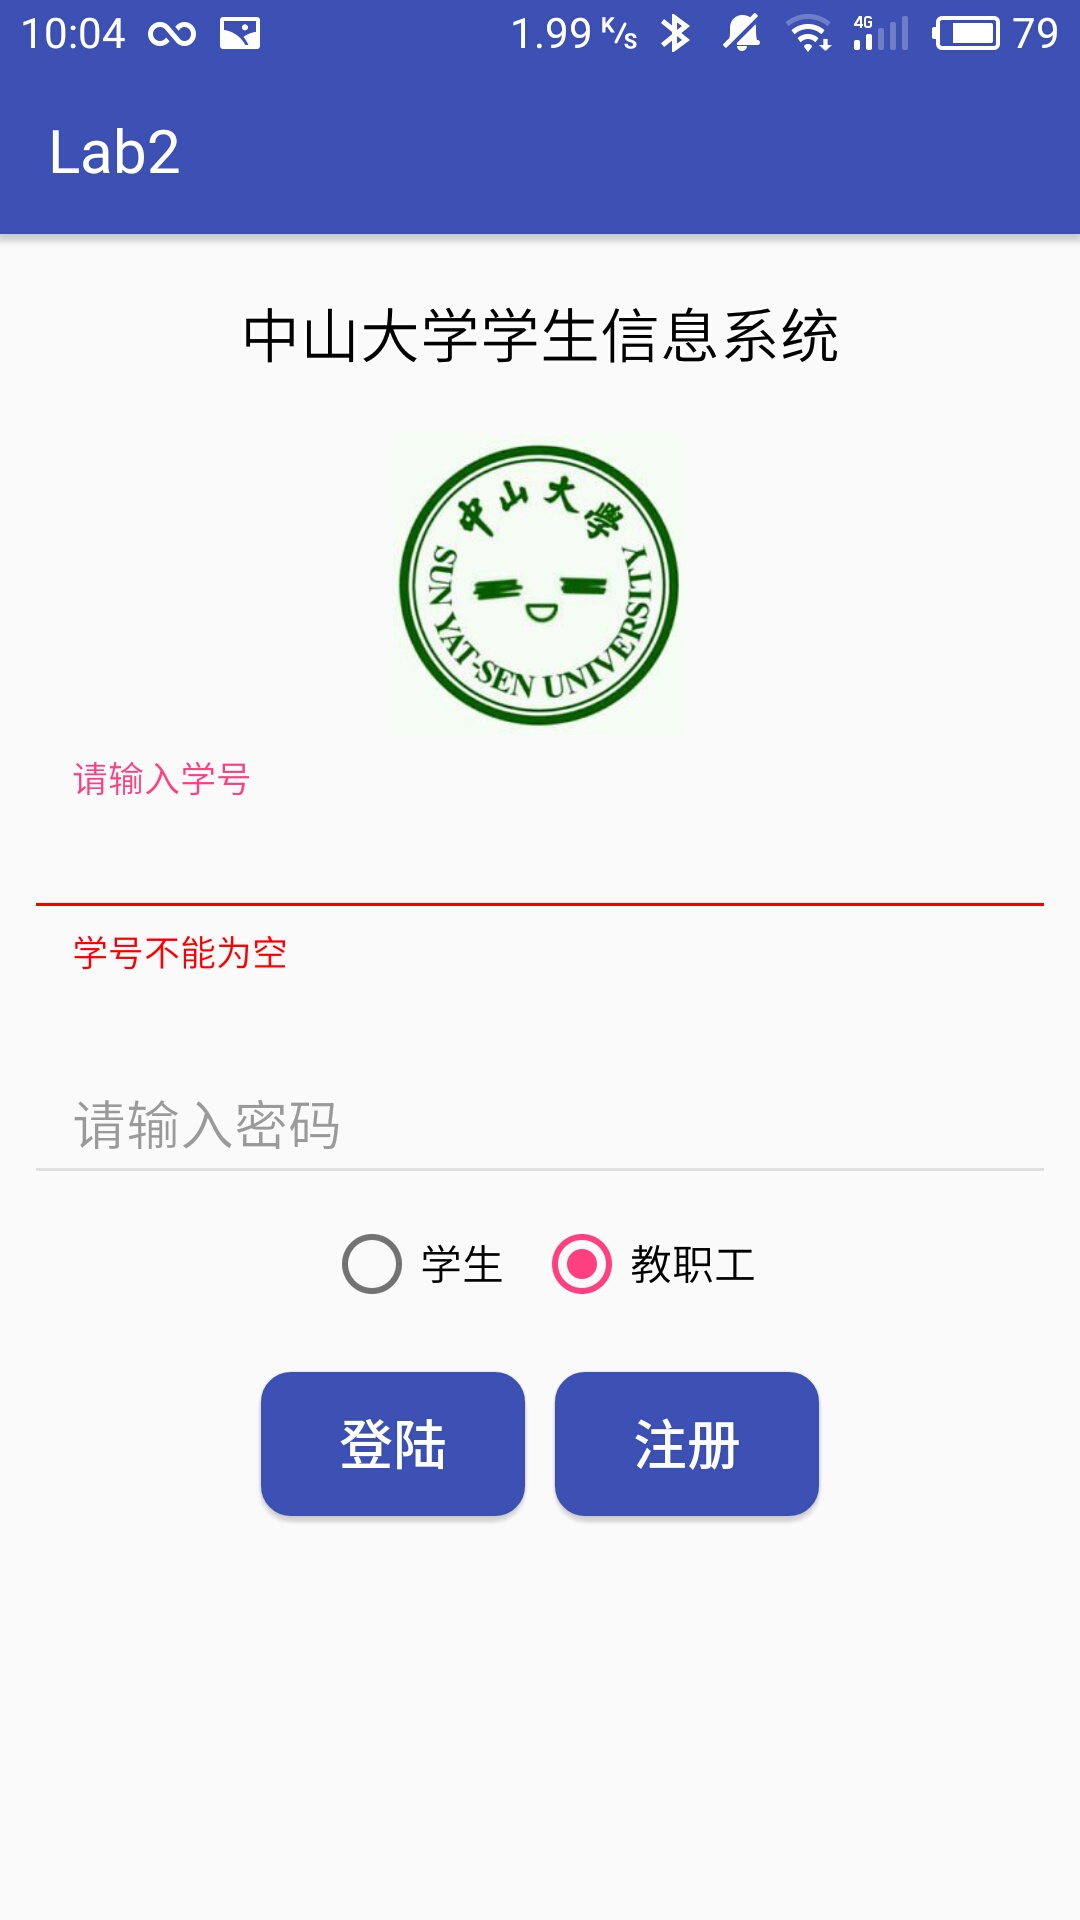 10:04 1.99 K/s 4G 79
Lab2
中山大学学生信息系统
中山大學
SUN YAT-SEN UNIVERSITY
请输入学号
学号不能为空
请输入密码
学生 教职工
登陆 注册